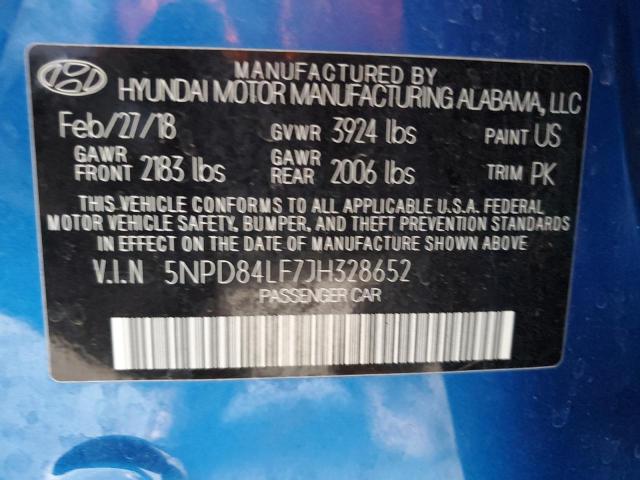 MANUFACTURED BY
HYUNDAI MOTOR MANUFACTURING ALABAMA, LLC
Feb/27/18 GVWR 3924 lbs PAINT US
GAWR FRONT 2183 lbs GAWR REAR 2006 lbs TRIM PK
THIS VEHICLE CONFORMS TO ALL APPLICABLE U.S.A. FEDERAL
MOTOR VEHICLE SAFETY, BUMPER, AND THEFT PREVENTION STANDARDS
IN EFFECT ON THE DATE OF MANUFACTURE SHOWN ABOVE.
V.I.N 5NPD84LF7JH328652
PASSENGER CAR